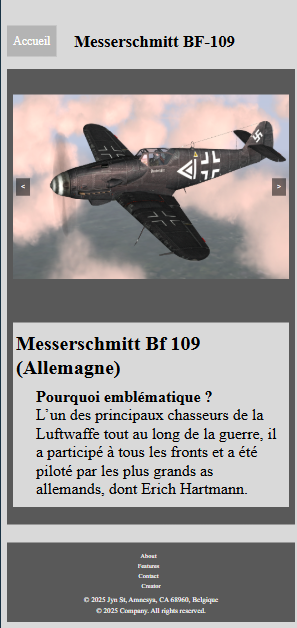 Accueil
Messerschmitt BF-109
<
>
Messerschmitt Bf 109
(Allemagne)
Pourquoi emblématique ?
L’un des principaux chasseurs de la
Luftwaffe tout au long de la guerre, il
a participé à tous les fronts et a été
piloté par les plus grands as
allemands, dont Erich Hartmann.
About
Features
Contact
Creator
© 2025 Jyn St, Amnesya, CA 68960, Belgique
© 2025 Company. All rights reserved.